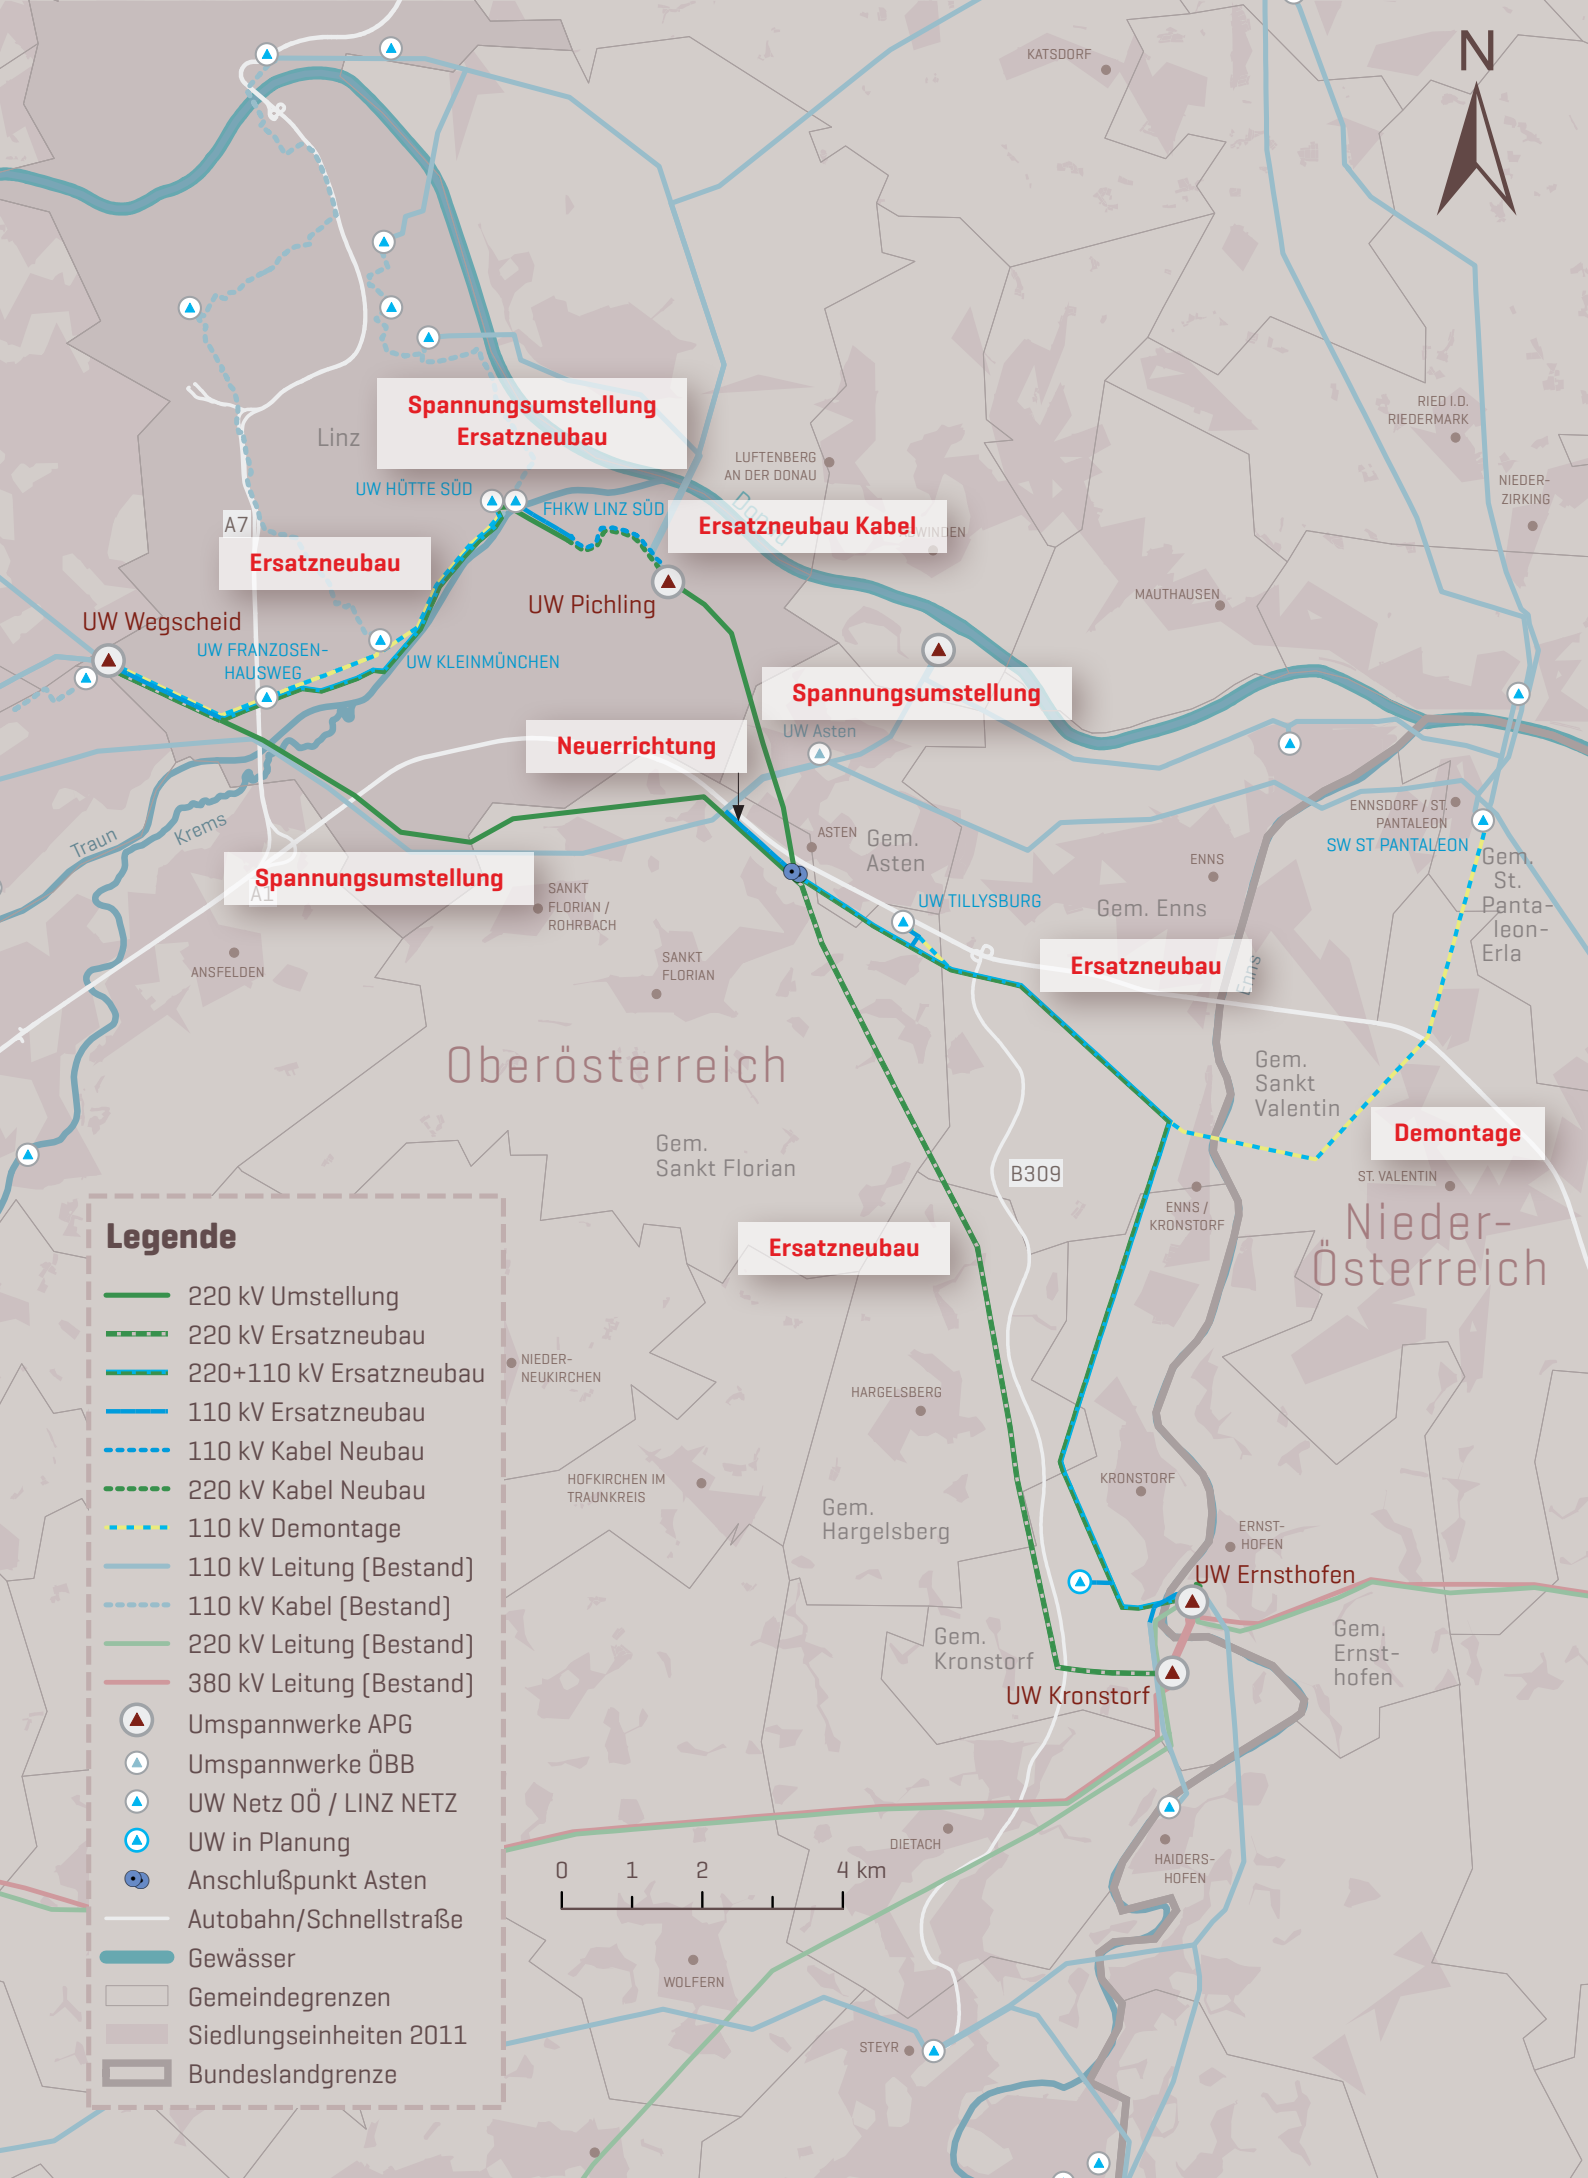 KATSDORF
N
RIED I.D.
RIEDERMARK
Spannungsumstellung
Ersatzneubau
Linz
LUFTENBERG
AN DER DONAU
NIEDER-
ZIRKING
UW HÜTTE SÜD
FHKW LINZ SÜD
Donau
A7
Ersatzneubau Kabel
WINDEN
Ersatzneubau
MAUTHAUSEN
UW Pichling
UW Wegscheid
UW FRANZOSEN-
HAUSWEG
UW KLEINMÜNCHEN
Spannungsumstellung
UW Asten
Neuerrichtung
ENNSDORF / ST.
PANTALEON
SW ST PANTALEON
Traun
Krems
ASTEN
Gem.
Asten
ENNS
Gem.
St.
Panta-
leon-
Erla
Spannungsumstellung
A1
SANKT
FLORIAN /
ROHRBACH
UW TILLYSBURG
Gem. Enns
ANSFELDEN
SANKT
FLORIAN
Ersatzneubau
Enns
Oberösterreich
Gem.
Sankt
Valentin
Demontage
Gem.
Sankt Florian
B309
ST. VALENTIN
ENNS /
KRONSTORF
Nieder-
Österreich
Ersatzneubau
Legende
220 kV Umstellung
220 kV Ersatzneubau
220+110 kV Ersatzneubau
110 kV Ersatzneubau
110 kV Kabel Neubau
220 kV Kabel Neubau
110 kV Demontage
110 kV Leitung (Bestand)
110 kV Kabel (Bestand)
220 kV Leitung (Bestand)
380 kV Leitung (Bestand)
Umspannwerke APG
Umspannwerke ÖBB
UW Netz OÖ / LINZ NETZ
UW in Planung
Anschlußpunkt Asten
Autobahn/Schnellstraße
Gewässer
Gemeindegrenzen
Siedlungseinheiten 2011
Bundeslandgrenze
NIEDER-
NEUKIRCHEN
HARGELSBERG
HOFKIRCHEN IM
TRAUNKREIS
KRONSTORF
Gem.
Hargelsberg
ERNST-
HOFEN
UW Ernsthofen
Gem.
Kronstorf
Gem.
Ernst-
hofen
UW Kronstorf
DIETACH
HAIDERS-
HOFEN
0 1 2 4 km
WOLFERN
STEYR